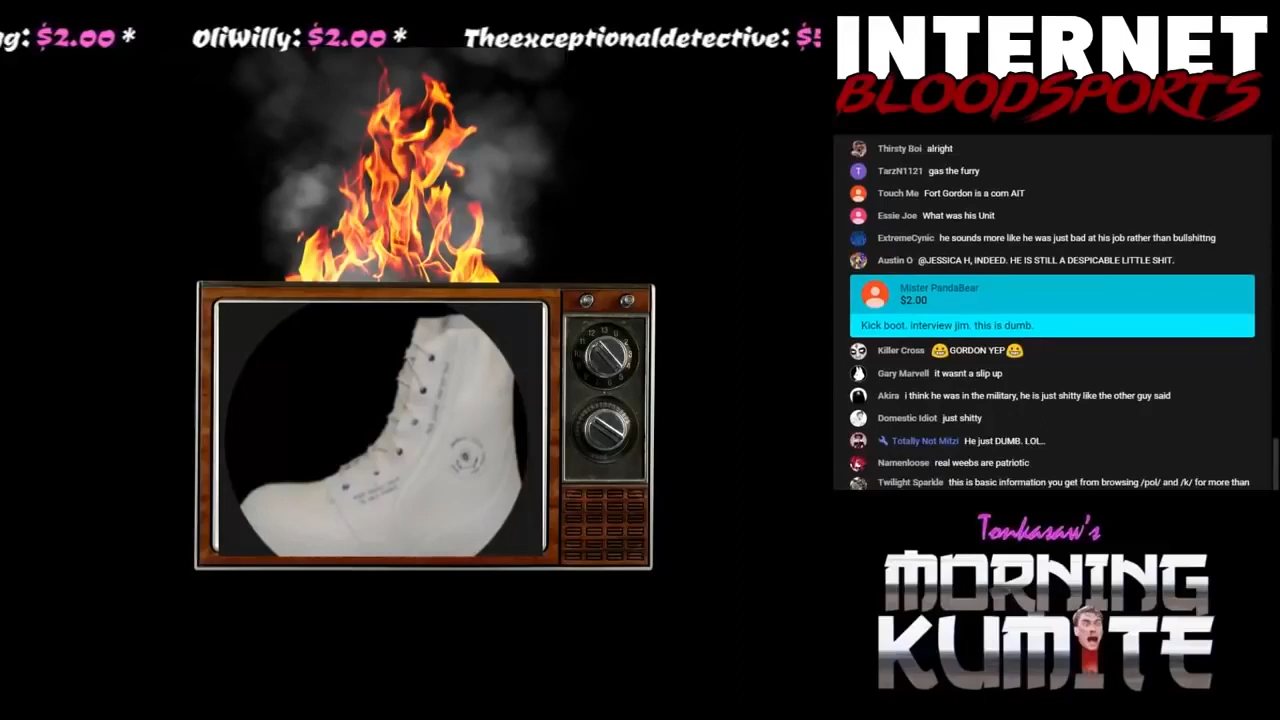 g: $2.00 * OliWilly: $2.00 * Theexceptionaldetective: $5
INTERNET
BLOODSPORTS
Thirsty Boi alright
T TarzN1121 gas the furry
Touch Me Fort Gordon is a com AIT
Essie Joe What was his Unit
ExtremeCynic he sounds more like he was just bad at his job rather than bullshittng
Austin O @JESSICA H, INDEED. HE IS STILL A DESPICABLE LITTLE SHIT.
Mister PandaBear
$2.00
Kick boot. interview jim. this is dumb.
Killer Cross GORDON YEP
Gary Marvell it wasnt a slip up
Akira i think he was in the military, he is just shitty like the other guy said
Domestic Idiot just shitty
Totally Not Mitzi He just DUMB. LOL..
Namenloose real weebs are patriotic
Twilight Sparkle this is basic information you get from browsing /pol/ and /k/ for more than
Tonkasaw's
MORNING
KUMITE